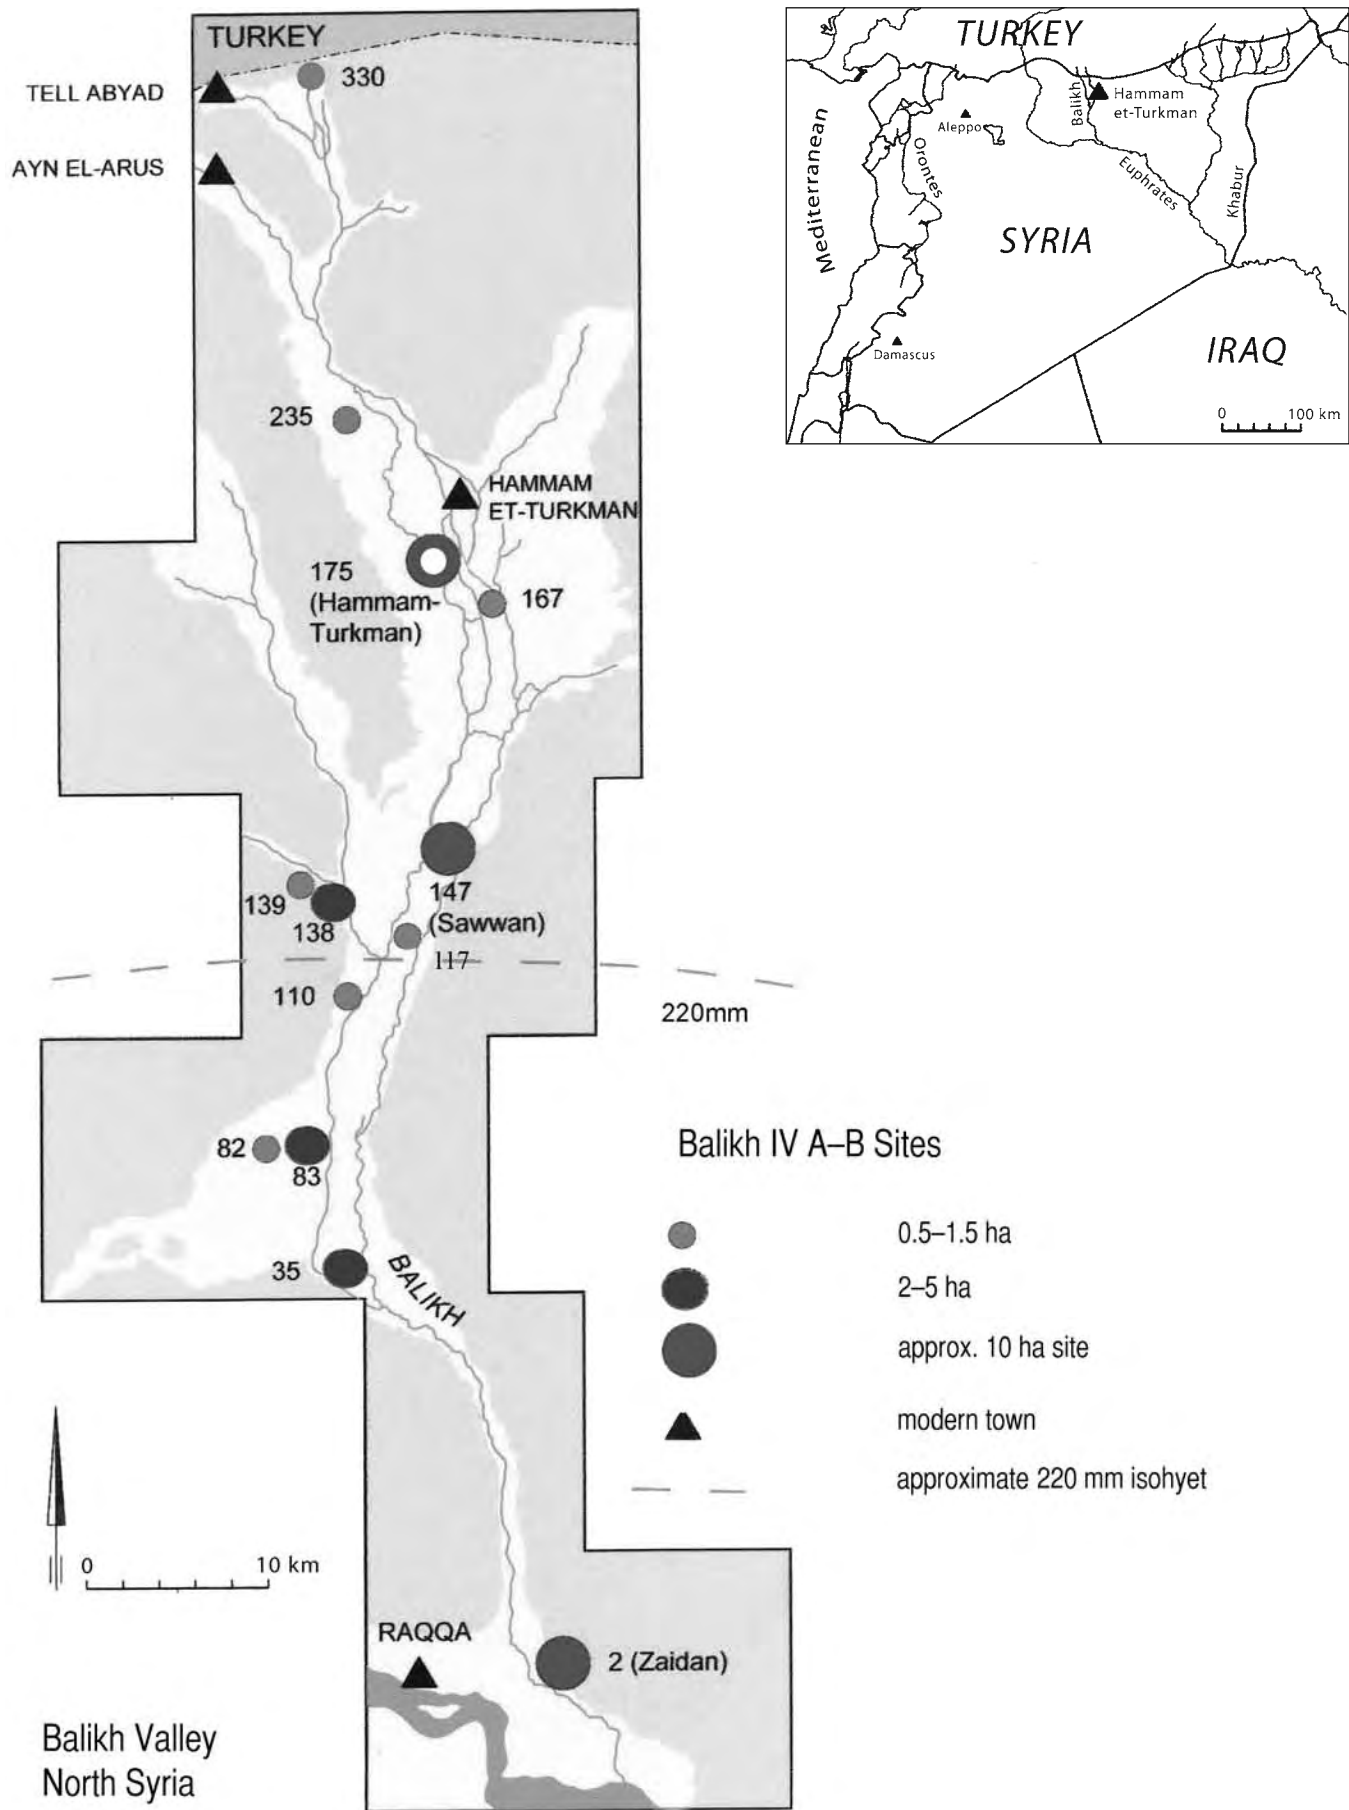 TURKEY
TELL ABYAD
330
AYN EL-ARUS
235
HAMMAM
ET-TURKMAN
175
(Hammam-
Turkman)
167
139
138
147
(Sawwan)
117
110
220mm
82
83
35
BALIKH
0 10 km
RAQQA
2 (Zaidan)
Balikh Valley
North Syria
TURKEY
Mediterranean
Aleppo
Orontes
Balikh
Hammam
et-Turkman
Euphrates
Khabur
SYRIA
Damascus
IRAQ
0 100 km
Balikh IV A–B Sites
0.5–1.5 ha
2–5 ha
approx. 10 ha site
modern town
approximate 220 mm isohyet